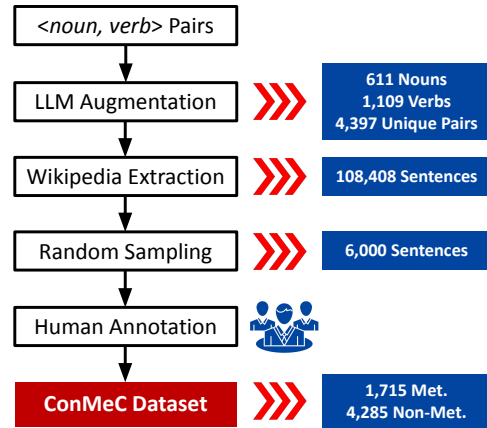 <noun, verb> Pairs
LLM Augmentation
611 Nouns
1,109 Verbs
4,397 Unique Pairs
Wikipedia Extraction
108,408 Sentences
Random Sampling
6,000 Sentences
Human Annotation
ConMeC Dataset
1,715 Met.
4,285 Non-Met.